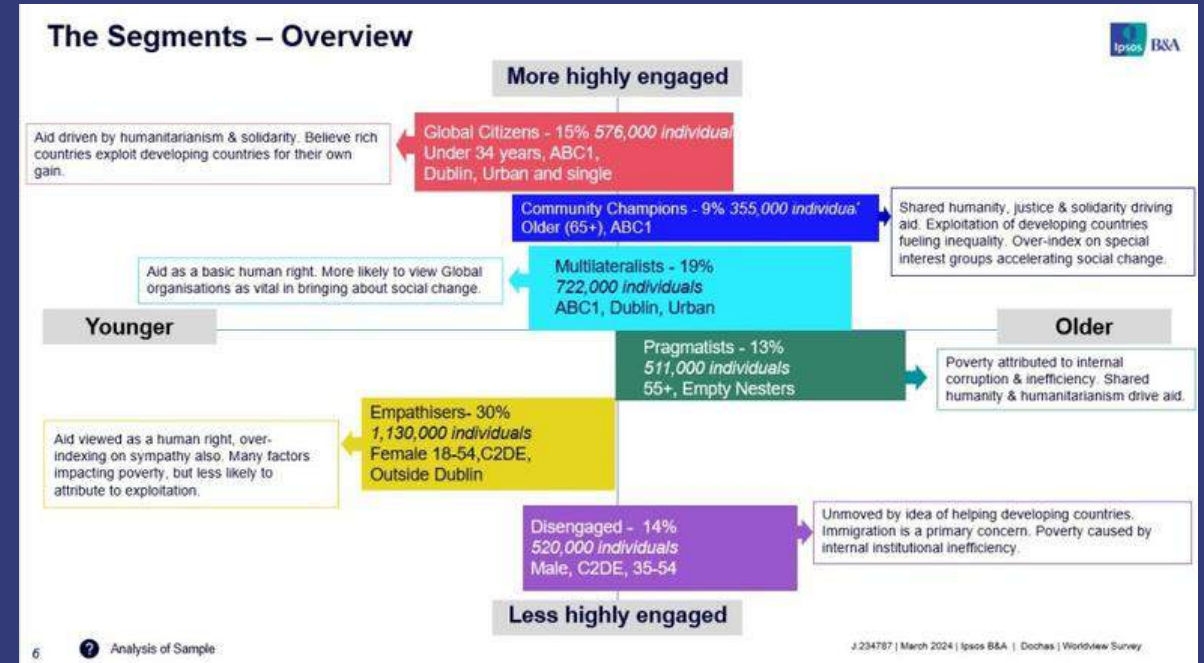 The Segments – Overview
Ipsos B&A
More highly engaged
Aid driven by humanitarianism & solidarity. Believe rich
countries exploit developing countries for their own
gain.
Global Citizens - 15% 576,000 individual
Under 34 years, ABC1,
Dublin, Urban and single
Community Champions - 9% 355,000 individua
Older (65+), ABC1
Shared humanity, justice & solidarity driving
aid. Exploitation of developing countries
fueling inequality. Over-index on special
interest groups accelerating social change.
Aid as a basic human right. More likely to view Global
organisations as vital in bringing about social change.
Multilateralists - 19%
722,000 individuals
ABC1, Dublin, Urban
Younger
Older
Pragmatists - 13%
511,000 individuals
55+, Empty Nesters
Poverty attributed to internal
corruption & inefficiency. Shared
humanity & humanitarianism drive aid.
Empathisers- 30%
1,130,000 individuals
Female 18-54,C2DE,
Outside Dublin
Aid viewed as a human right, over-
indexing on sympathy also. Many factors
impacting poverty, but less likely to
attribute to exploitation.
Disengaged - 14%
520,000 individuals
Male, C2DE, 35-54
Unmoved by idea of helping developing countries.
Immigration is a primary concern. Poverty caused by
internal institutional inefficiency.
Less highly engaged
6
? Analysis of Sample
J.234787 | March 2024 | Ipsos B&A | Dochas | Worldview Survey